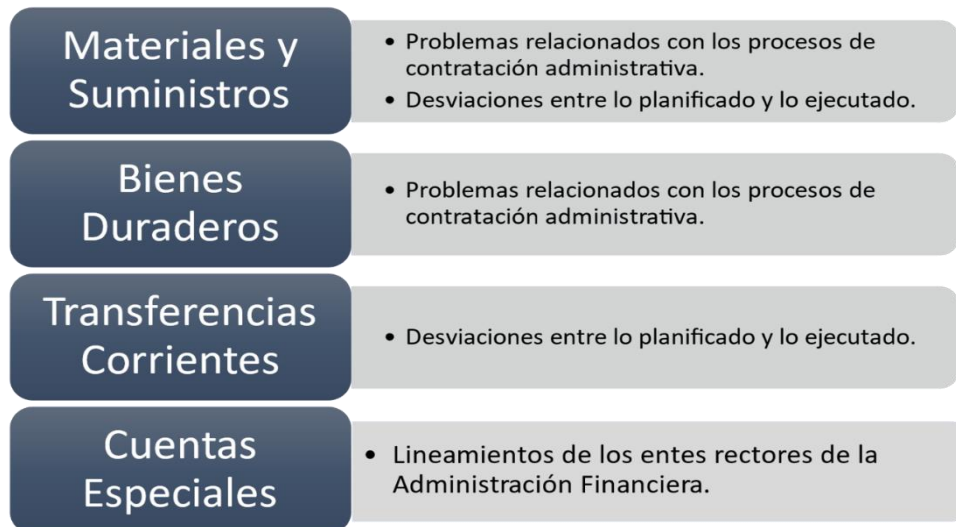 Materiales y
Suministros
• Problemas relacionados con los procesos de
contratación administrativa.
• Desviaciones entre lo planificado y lo ejecutado.
Bienes
Duraderos
• Problemas relacionados con los procesos de
contratación administrativa.
Transferencias
Corrientes
• Desviaciones entre lo planificado y lo ejecutado.
Cuentas
Especiales
• Lineamientos de los entes rectores de la
Administración Financiera.